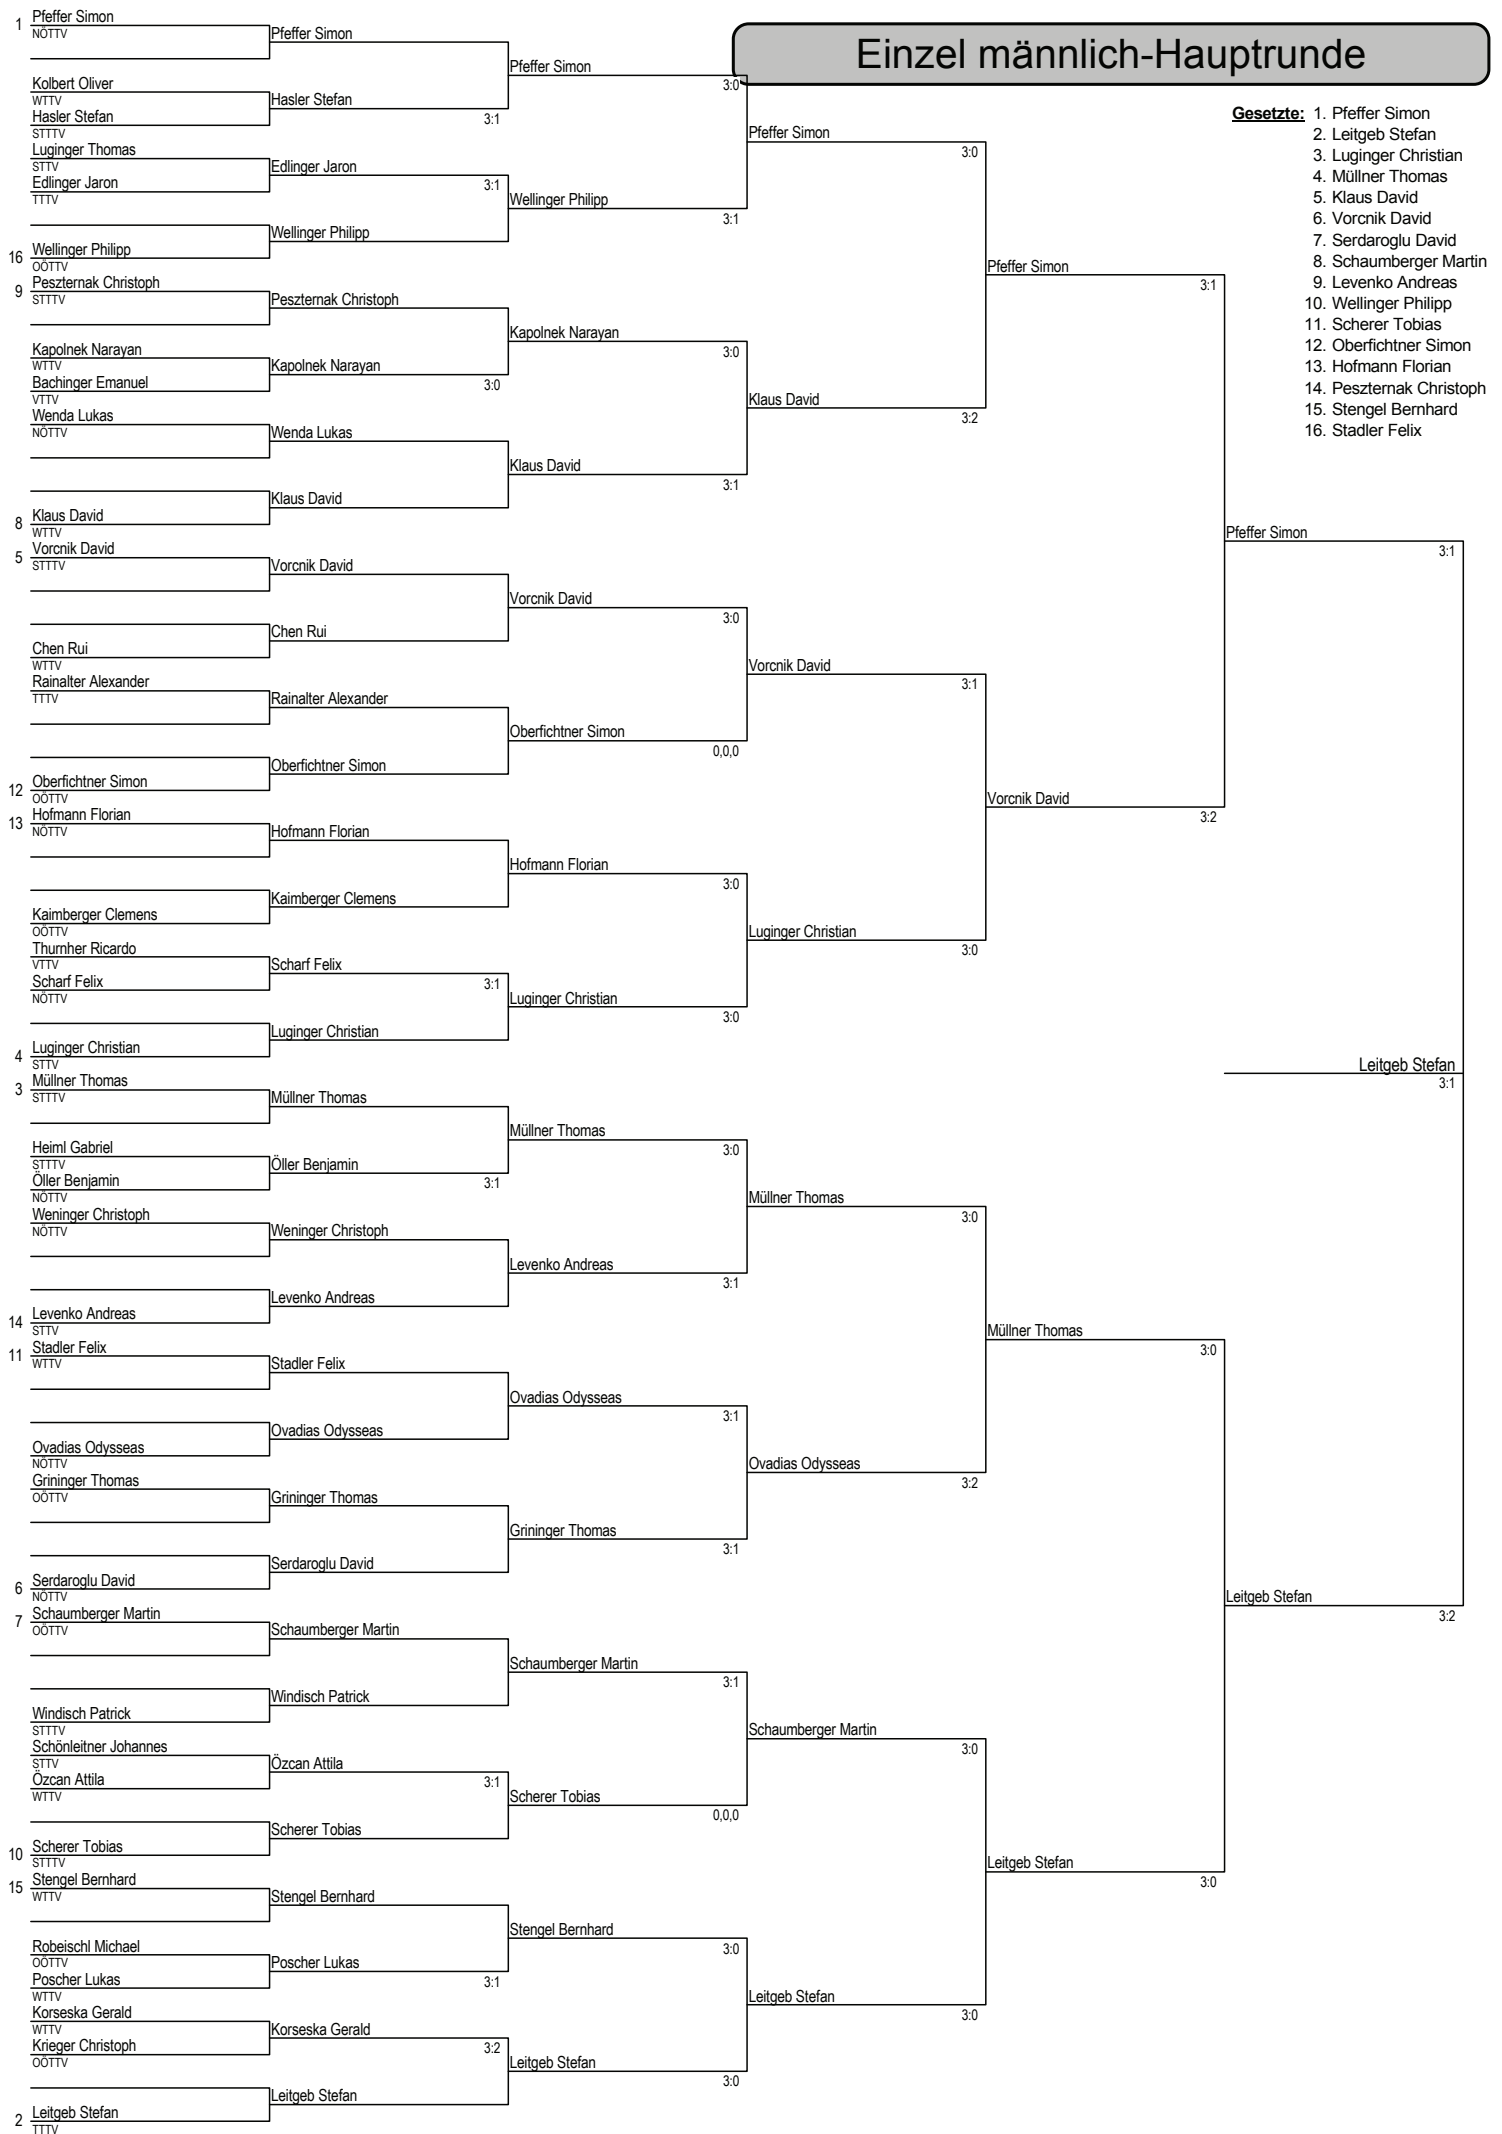 Einzel männlich-Hauptrunde
Gesetzte: 1. Pfeffer Simon
2. Leitgeb Stefan
3. Luginger Christian
4. Müllner Thomas
5. Klaus David
6. Vorcnik David
7. Serdaroglu David
8. Schaumberger Martin
9. Levenko Andreas
10. Wellinger Philipp
11. Scherer Tobias
12. Oberfichtner Simon
13. Hofmann Florian
14. Peszternak Christoph
15. Stengel Bernhard
16. Stadler Felix
1 Pfeffer Simon
NÖTTV
Kolbert Oliver
WTTV
Hasler Stefan
STTTV
Luginger Thomas
STTV
Edlinger Jaron
TTTV
16 Wellinger Philipp
OÖTTV
9 Peszternak Christoph
STTTV
Kapolnek Narayan
WTTV
Bachinger Emanuel
VTTV
Wenda Lukas
NÖTTV
8 Klaus David
WTTV
5 Vorcnik David
STTTV
Chen Rui
WTTV
Rainalter Alexander
TTTV
12 Oberfichtner Simon
OÖTTV
13 Hofmann Florian
NÖTTV
Kaimberger Clemens
OÖTTV
Thurnher Ricardo
VTTV
Scharf Felix
NÖTTV
4 Luginger Christian
STTV
3 Müllner Thomas
STTTV
Heiml Gabriel
STTTV
Öller Benjamin
NÖTTV
Weninger Christoph
NÖTTV
14 Levenko Andreas
STTV
11 Stadler Felix
WTTV
Ovadias Odysseas
NÖTTV
Grininger Thomas
OÖTTV
6 Serdaroglu David
NÖTTV
7 Schaumberger Martin
OÖTTV
Windisch Patrick
STTTV
Schönleitner Johannes
STTV
Özcan Attila
WTTV
10 Scherer Tobias
STTTV
15 Stengel Bernhard
WTTV
Robeischl Michael
OÖTTV
Poscher Lukas
WTTV
Korseska Gerald
WTTV
Krieger Christoph
OÖTTV
2 Leitgeb Stefan
TTTV
Pfeffer Simon
Hasler Stefan
3:1
Edlinger Jaron
3:1
Wellinger Philipp
Peszternak Christoph
Kapolnek Narayan
3:0
Wenda Lukas
Klaus David
Vorcnik David
Chen Rui
Rainalter Alexander
Oberfichtner Simon
Hofmann Florian
Kaimberger Clemens
Scharf Felix
3:1
Luginger Christian
Müllner Thomas
Öller Benjamin
3:1
Weninger Christoph
Levenko Andreas
Stadler Felix
Ovadias Odysseas
Grininger Thomas
Serdaroglu David
Schaumberger Martin
Windisch Patrick
Özcan Attila
3:1
Scherer Tobias
Stengel Bernhard
Poscher Lukas
3:1
Korseska Gerald
3:2
Leitgeb Stefan
Pfeffer Simon
3:0
Wellinger Philipp
3:1
Kapolnek Narayan
3:0
Klaus David
3:1
Vorcnik David
3:0
Oberfichtner Simon
0,0,0
Hofmann Florian
3:0
Luginger Christian
3:0
Müllner Thomas
3:0
Levenko Andreas
3:1
Ovadias Odysseas
3:1
Grininger Thomas
3:1
Schaumberger Martin
3:1
Scherer Tobias
0,0,0
Stengel Bernhard
3:0
Leitgeb Stefan
3:0
Pfeffer Simon
3:0
Klaus David
3:2
Vorcnik David
3:1
Luginger Christian
3:0
Müllner Thomas
3:0
Ovadias Odysseas
3:2
Schaumberger Martin
3:0
Leitgeb Stefan
3:0
Pfeffer Simon
3:1
Vorcnik David
3:2
Müllner Thomas
3:0
Leitgeb Stefan
3:0
Pfeffer Simon
3:1
Leitgeb Stefan
3:2
Leitgeb Stefan
3:1